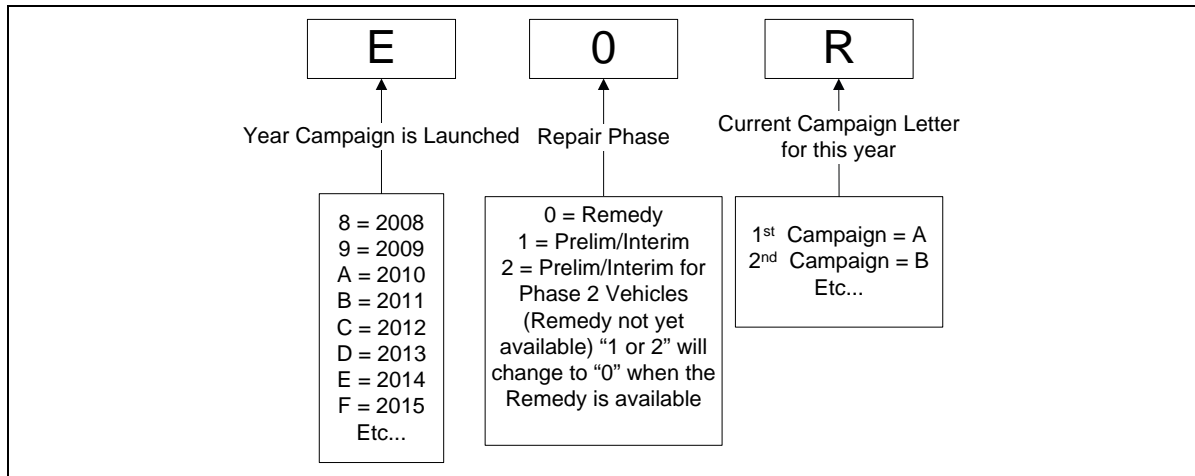 E
0
R
Year Campaign is Launched
Repair Phase
Current Campaign Letter
for this year
8 = 2008
9 = 2009
A = 2010
B = 2011
C = 2012
D = 2013
E = 2014
F = 2015
Etc...
0 = Remedy
1 = Prelim/Interim
2 = Prelim/Interim for
Phase 2 Vehicles
(Remedy not yet
available) “1 or 2” will
change to “0” when the
Remedy is available
1st Campaign = A
2nd Campaign = B
Etc...